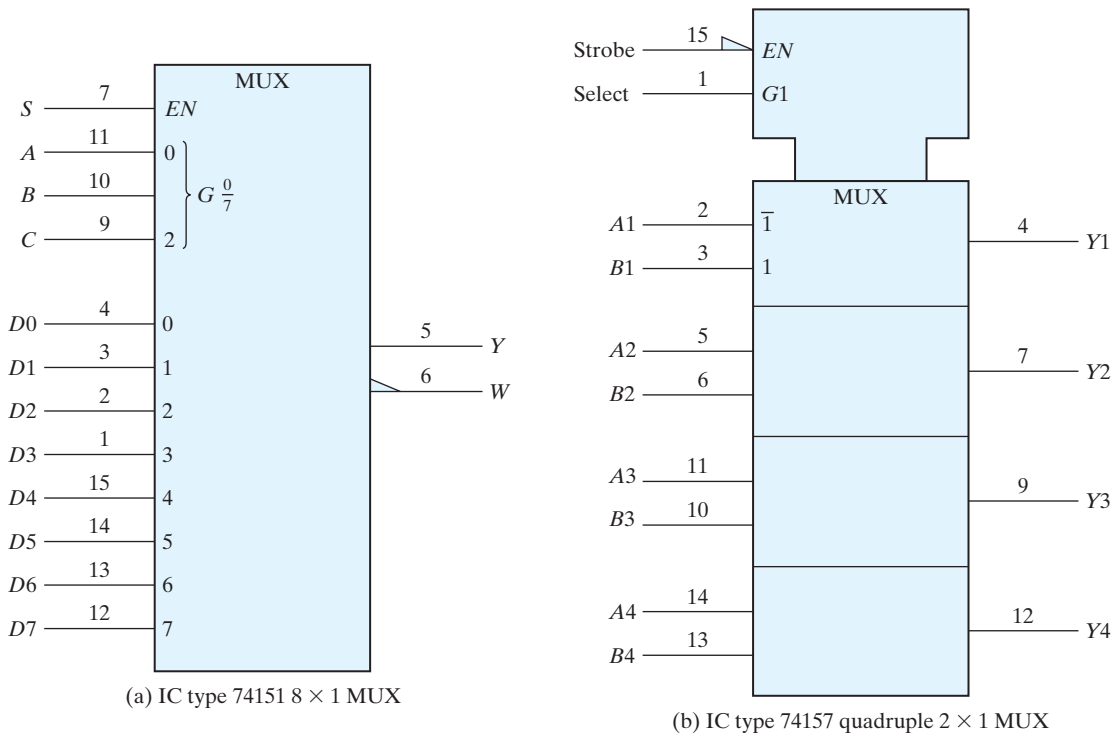 MUX
S 7 EN
A 11 0
B 10 G 0/7
C 9 2
D0 4 0
D1 3 1
D2 2 2
D3 1 3
D4 15 4
D5 14 5
D6 13 6
D7 12 7
5 Y
6 W
(a) IC type 74151 8 × 1 MUX
Strobe 15 EN
Select 1 G1
MUX
A1 2 1̅
B1 3 1
4 Y1
A2 5
B2 6
7 Y2
A3 11
B3 10
9 Y3
A4 14
B4 13
12 Y4
(b) IC type 74157 quadruple 2 × 1 MUX